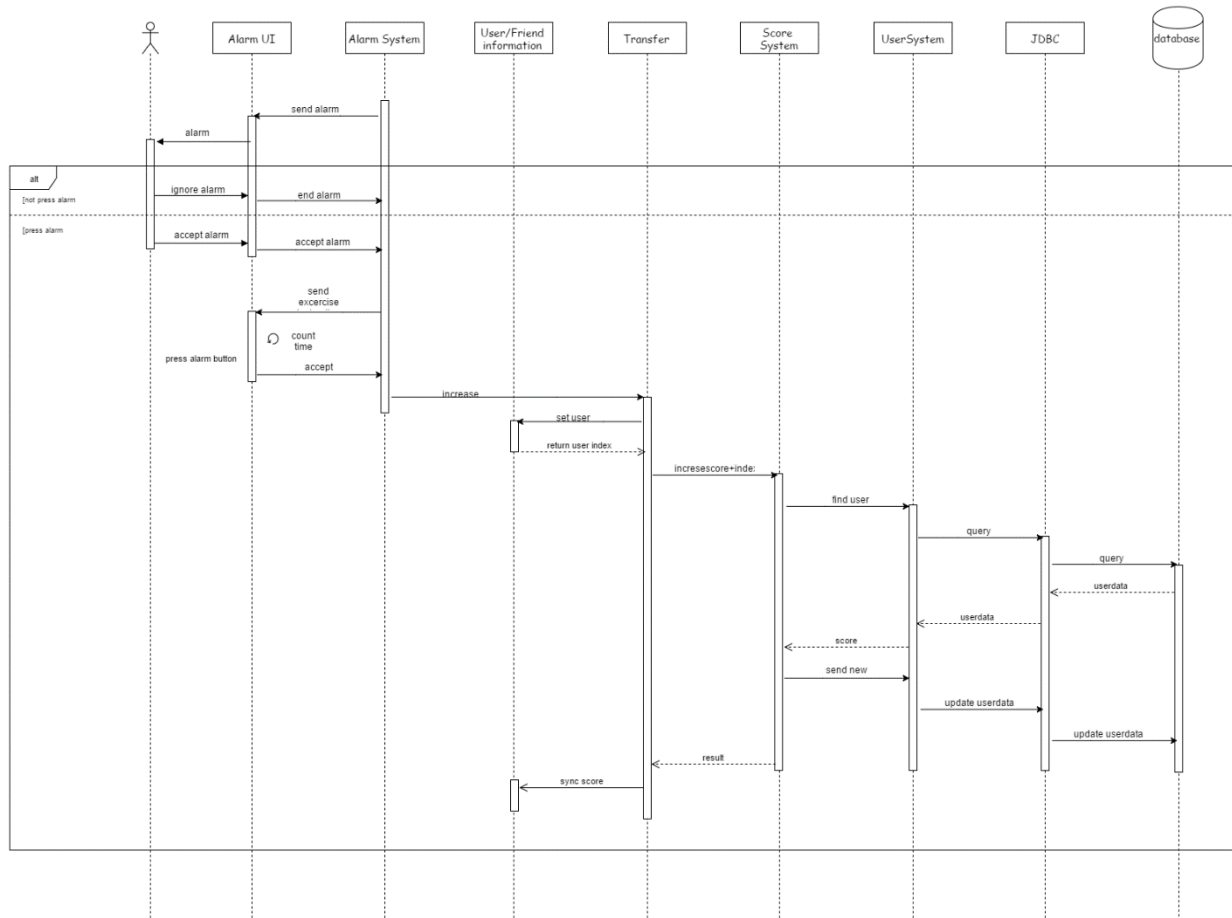 Alarm UI
Alarm System
User/Friend
information
Transfer
Score
System
UserSystem
JDBC
database
send alarm
alarm
alt
[not press alarm
ignore alarm
end alarm
[press alarm
accept alarm
accept alarm
send
excercise
count
time
press alarm button
accept
increase
set user
return user index
incresescore+inde
find user
query
query
userdata
userdata
score
send new
update userdata
update userdata
result
sync score